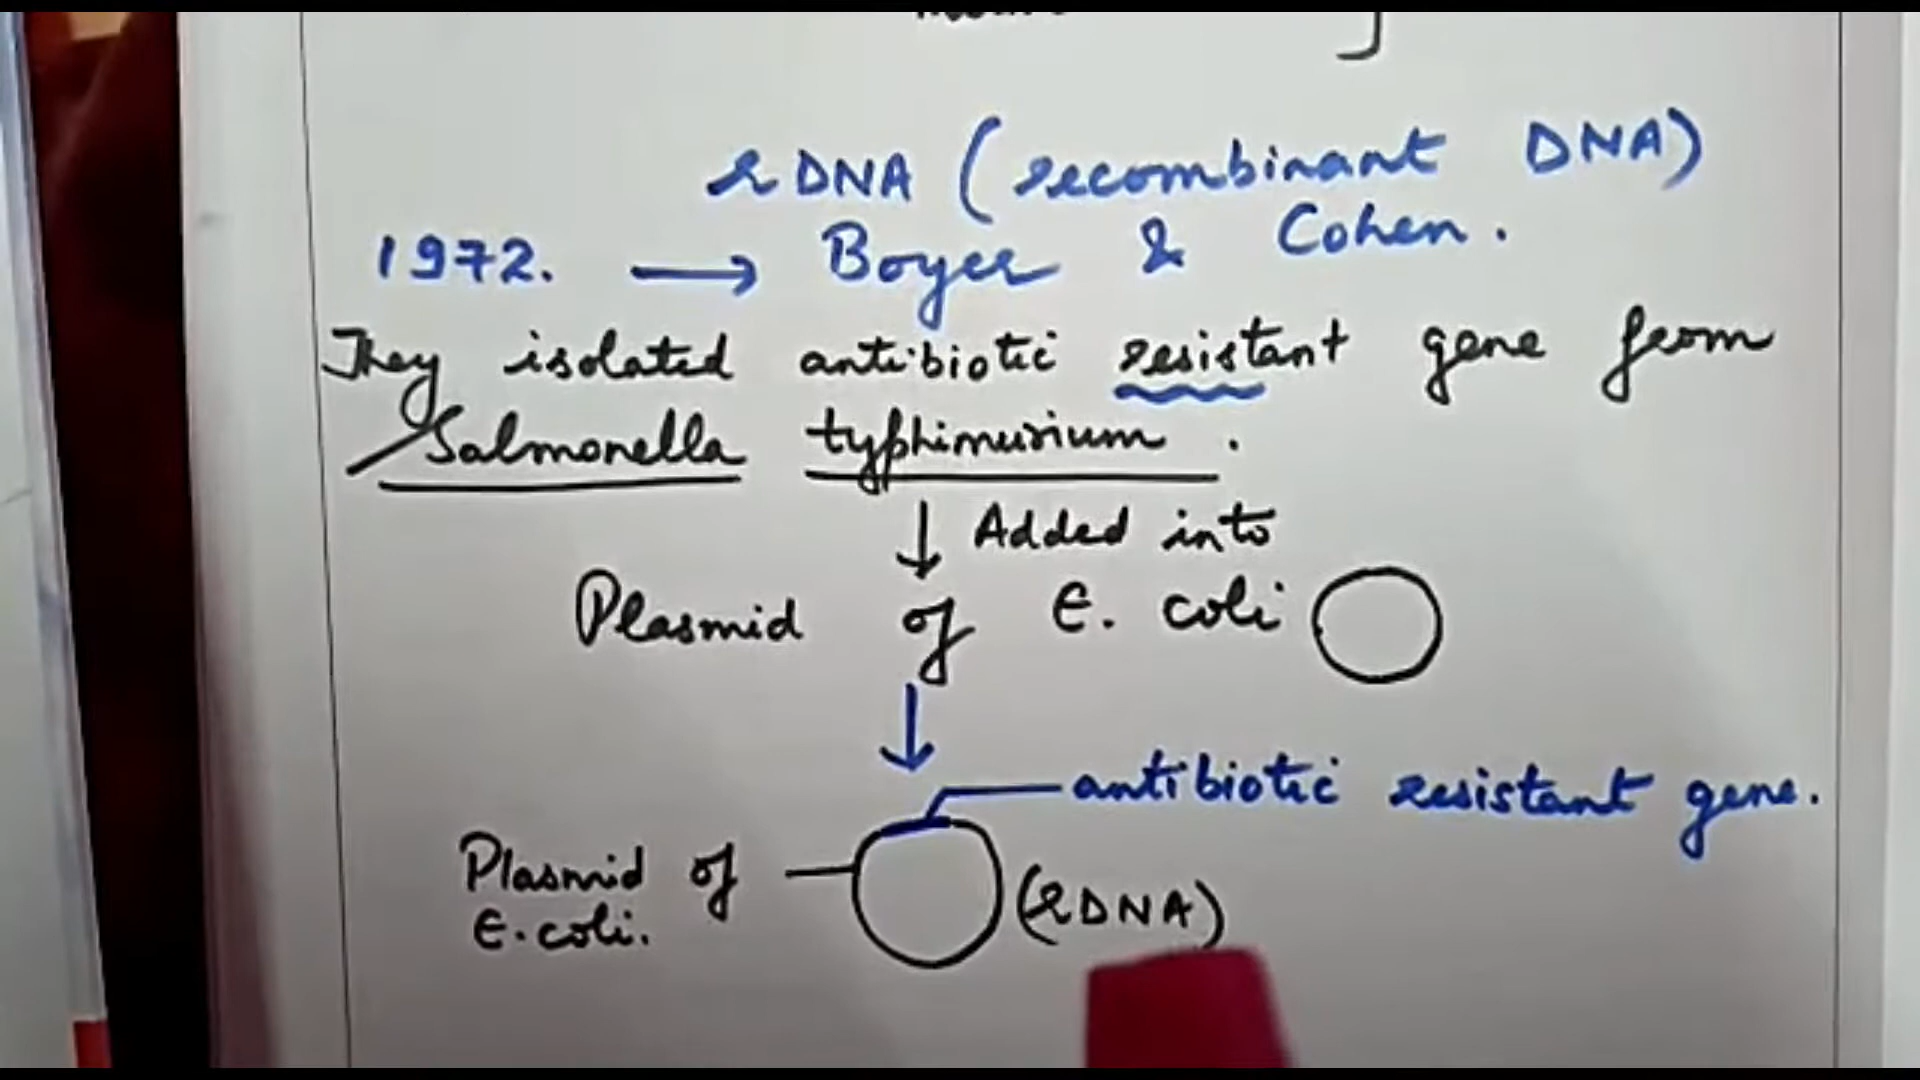 rDNA (recombinant DNA)
1972. → Boyer & Cohen.
They isolated antibiotic resistant gene from
Salmonella typhimurium.
↓ Added into
Plasmid of E. coli
↓
antibiotic resistant gene.
Plasmid of
E. coli.
(rDNA)